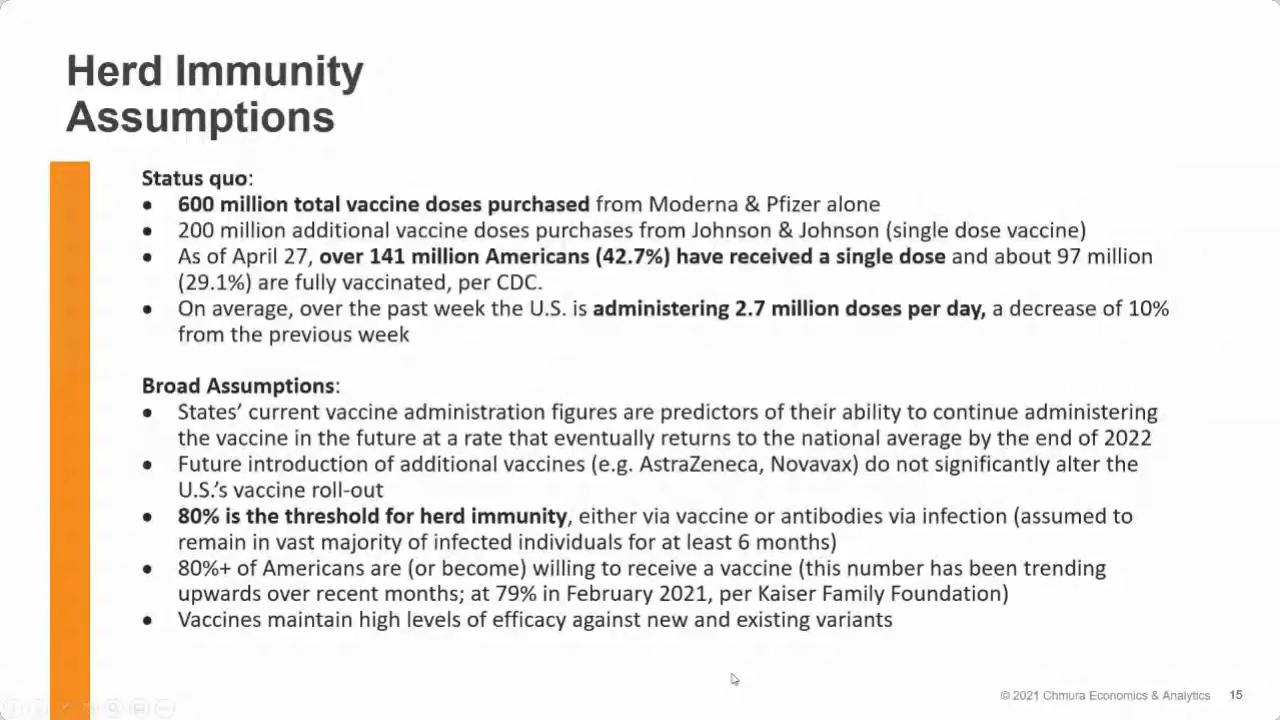 Herd Immunity
Assumptions
Status quo:
• 600 million total vaccine doses purchased from Moderna & Pfizer alone
• 200 million additional vaccine doses purchases from Johnson & Johnson (single dose vaccine)
• As of April 27, over 141 million Americans (42.7%) have received a single dose and about 97 million
(29.1%) are fully vaccinated, per CDC.
• On average, over the past week the U.S. is administering 2.7 million doses per day, a decrease of 10%
from the previous week
Broad Assumptions:
• States’ current vaccine administration figures are predictors of their ability to continue administering
the vaccine in the future at a rate that eventually returns to the national average by the end of 2022
• Future introduction of additional vaccines (e.g. AstraZeneca, Novavax) do not significantly alter the
U.S.’s vaccine roll-out
• 80% is the threshold for herd immunity, either via vaccine or antibodies via infection (assumed to
remain in vast majority of infected individuals for at least 6 months)
• 80%+ of Americans are (or become) willing to receive a vaccine (this number has been trending
upwards over recent months; at 79% in February 2021, per Kaiser Family Foundation)
• Vaccines maintain high levels of efficacy against new and existing variants
© 2021 Chmura Economics & Analytics 15